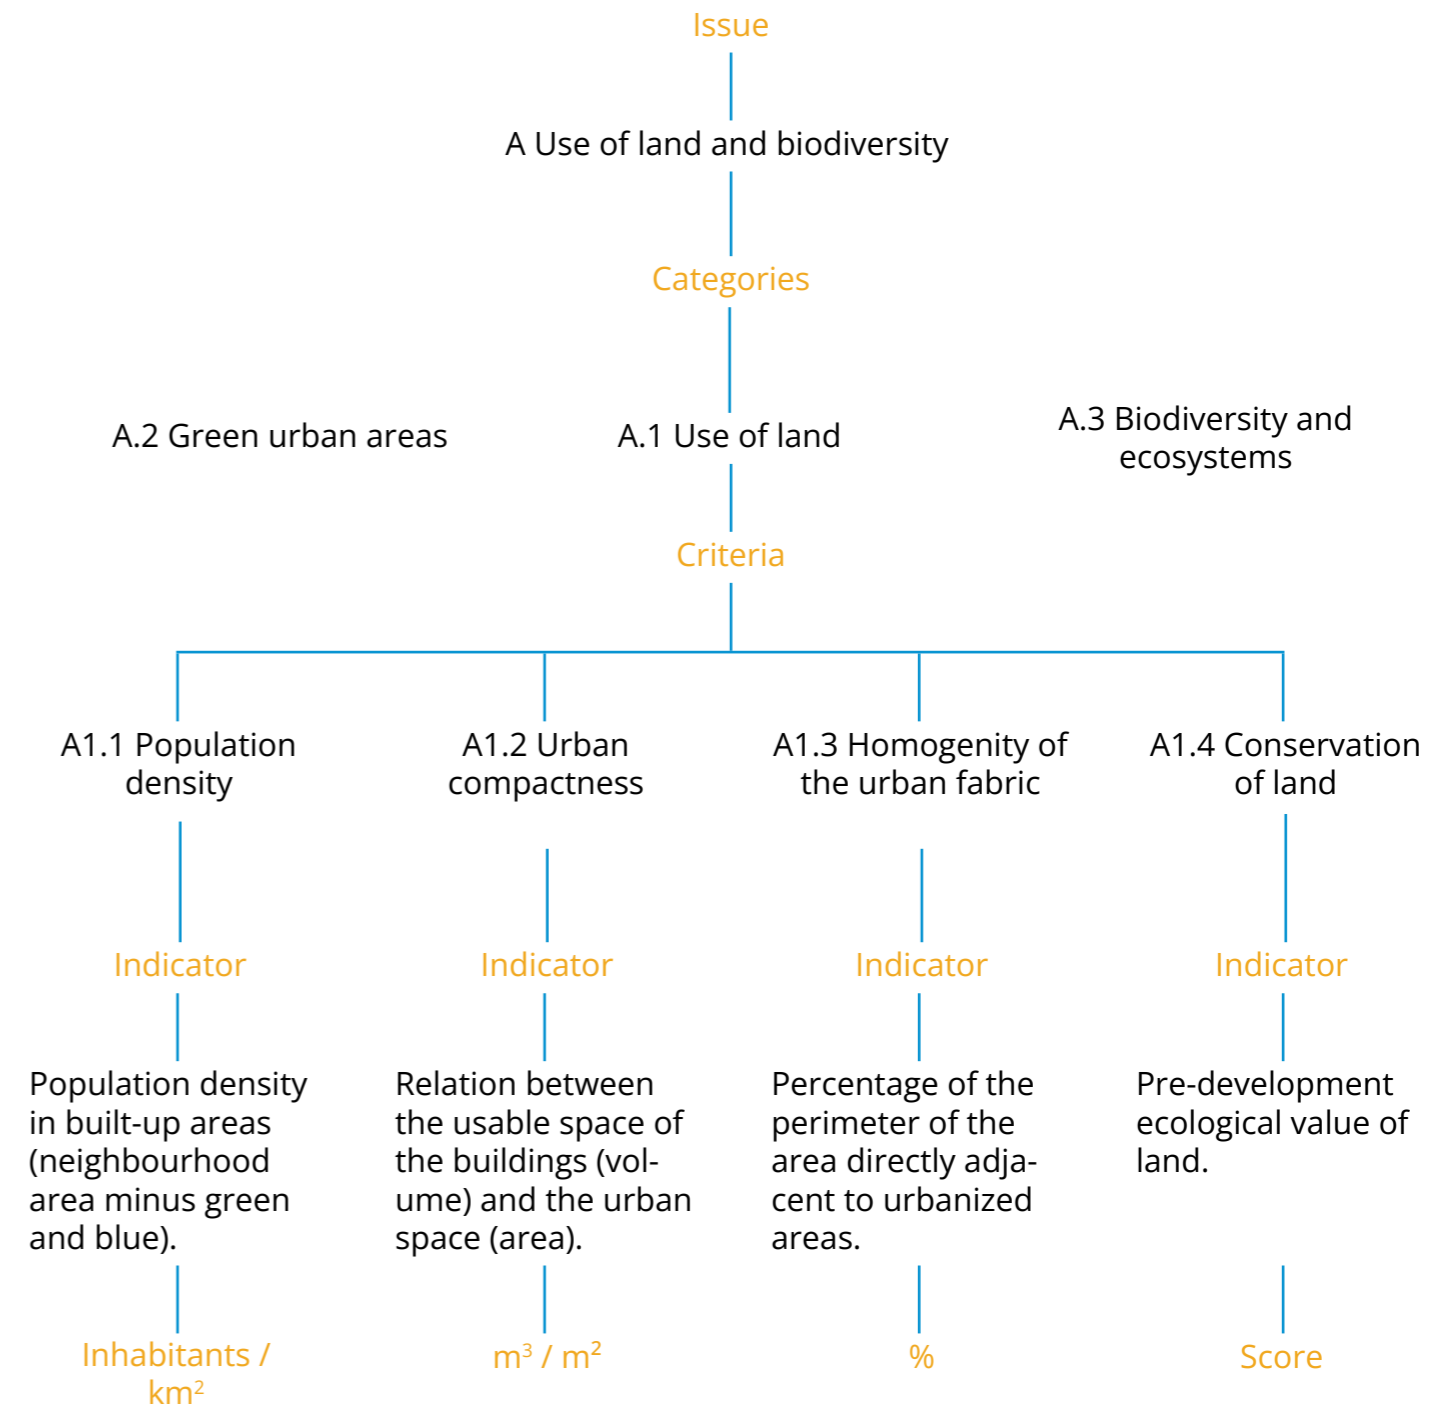 Issue
A Use of land and biodiversity
Categories
A.2 Green urban areas
A.1 Use of land
A.3 Biodiversity and
ecosystems
Criteria
A1.1 Population
density
A1.2 Urban
compactness
A1.3 Homogenity of
the urban fabric
A1.4 Conservation
of land
Indicator
Indicator
Indicator
Indicator
Population density
in built-up areas
(neighbourhood
area minus green
and blue).
Relation between
the usable space of
the buildings (vol-
ume) and the urban
space (area).
Percentage of the
perimeter of the
area directly adja-
cent to urbanized
areas.
Pre-development
ecological value of
land.
Inhabitants /
km²
m³ / m²
%
Score